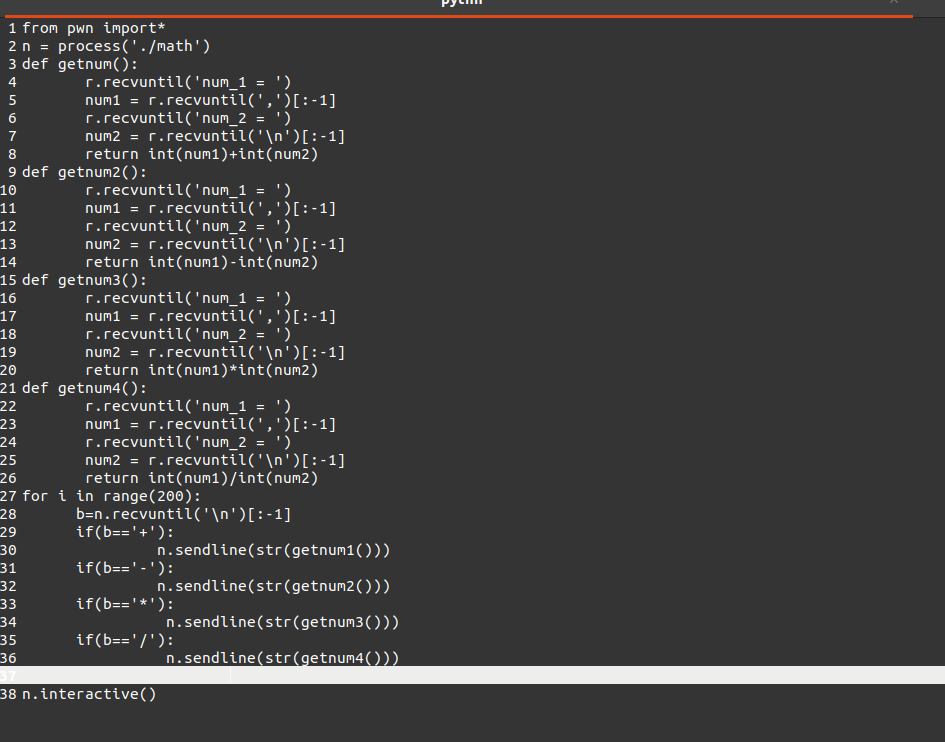 1 from pwn import*
2 n = process('./math')
3 def getnum():
4 r.recvuntil('num_1 = ')
5 num1 = r.recvuntil(',')[:-1]
6 r.recvuntil('num_2 = ')
7 num2 = r.recvuntil('\n')[:-1]
8 return int(num1)+int(num2)
9 def getnum2():
10 r.recvuntil('num_1 = ')
11 num1 = r.recvuntil(',')[:-1]
12 r.recvuntil('num_2 = ')
13 num2 = r.recvuntil('\n')[:-1]
14 return int(num1)-int(num2)
15 def getnum3():
16 r.recvuntil('num_1 = ')
17 num1 = r.recvuntil(',')[:-1]
18 r.recvuntil('num_2 = ')
19 num2 = r.recvuntil('\n')[:-1]
20 return int(num1)*int(num2)
21 def getnum4():
22 r.recvuntil('num_1 = ')
23 num1 = r.recvuntil(',')[:-1]
24 r.recvuntil('num_2 = ')
25 num2 = r.recvuntil('\n')[:-1]
26 return int(num1)/int(num2)
27 for i in range(200):
28 b=n.recvuntil('\n')[:-1]
29 if(b=='+'):
30 n.sendline(str(getnum1()))
31 if(b=='-'):
32 n.sendline(str(getnum2()))
33 if(b=='*'):
34 n.sendline(str(getnum3()))
35 if(b=='/'):
36 n.sendline(str(getnum4()))
37
38 n.interactive()